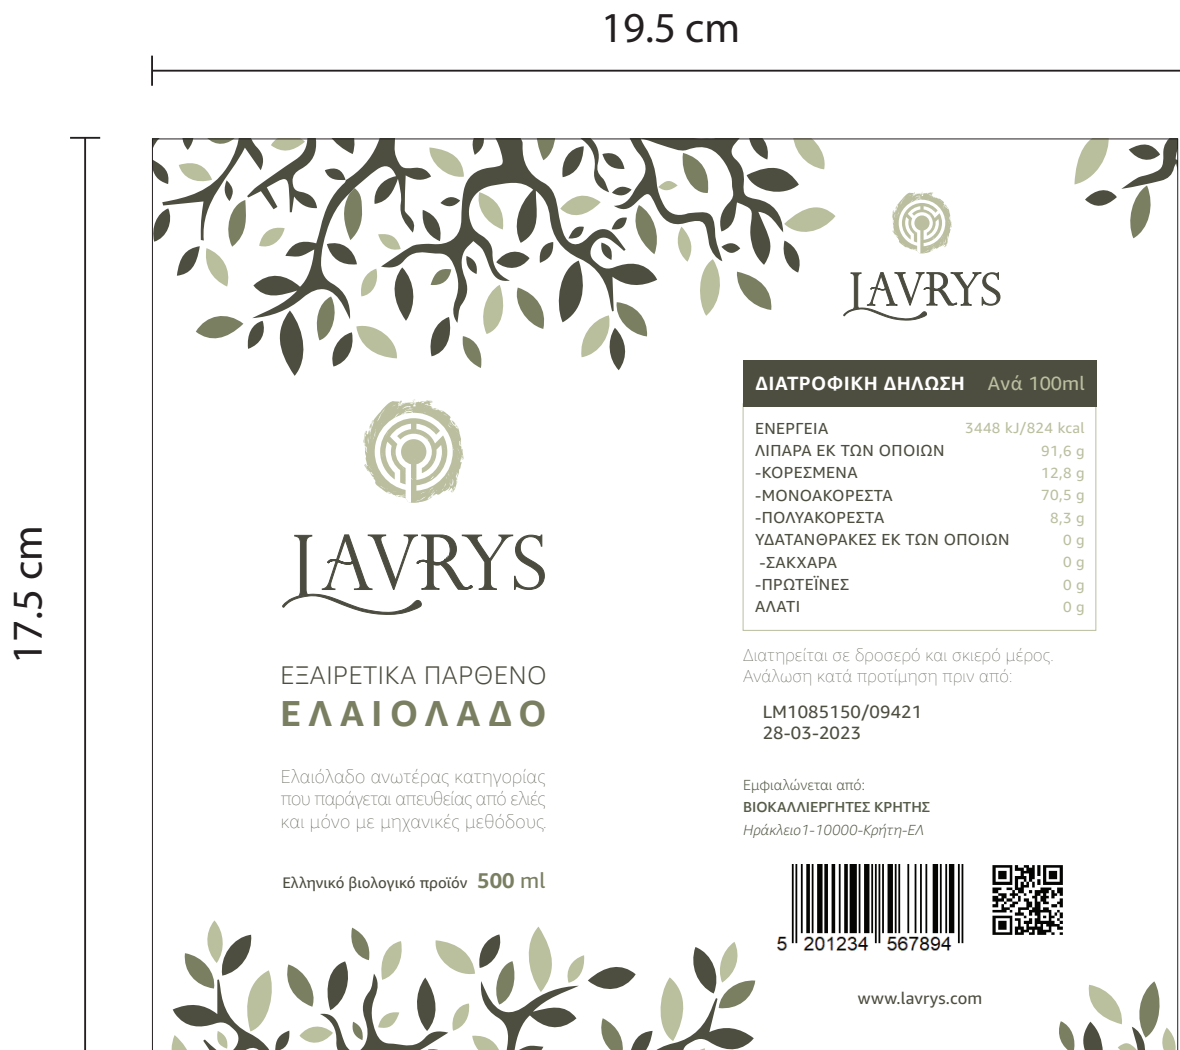 19.5 cm
17.5 cm
LAVRYS
ΕΞΑΙΡΕΤΙΚΑ ΠΑΡΘΕΝΟ
ΕΛΑΙΟΛΑΔΟ
Ελαιόλαδο ανωτέρας κατηγορίας
που παράγεται απευθείας από ελιές
και μόνο με μηχανικές μεθόδους.
Ελληνικό βιολογικό προϊόν 500 ml
LAVRYS
ΔΙΑΤΡΟΦΙΚΗ ΔΗΛΩΣΗ Ανά 100ml
ΕΝΕΡΓΕΙΑ 3448 kJ/824 kcal
ΛΙΠΑΡΑ ΕΚ ΤΩΝ ΟΠΟΙΩΝ 91,6 g
-ΚΟΡΕΣΜΕΝΑ 12,8 g
-ΜΟΝΟΑΚΟΡΕΣΤΑ 70,5 g
-ΠΟΛΥΑΚΟΡΕΣΤΑ 8,3 g
ΥΔΑΤΑΝΘΡΑΚΕΣ ΕΚ ΤΩΝ ΟΠΟΙΩΝ 0 g
-ΣΑΚΧΑΡΑ 0 g
-ΠΡΩΤΕΪΝΕΣ 0 g
ΑΛΑΤΙ 0 g
Διατηρείται σε δροσερό και σκιερό μέρος.
Ανάλωση κατά προτίμηση πριν από:
LM1085150/09421
28-03-2023
Εμφιαλώνεται από:
ΒΙΟΚΑΛΛΙΕΡΓΗΤΕΣ ΚΡΗΤΗΣ
Ηράκλειο1-10000-Κρήτη-ΕΛ
5 201234 567894
www.lavrys.com